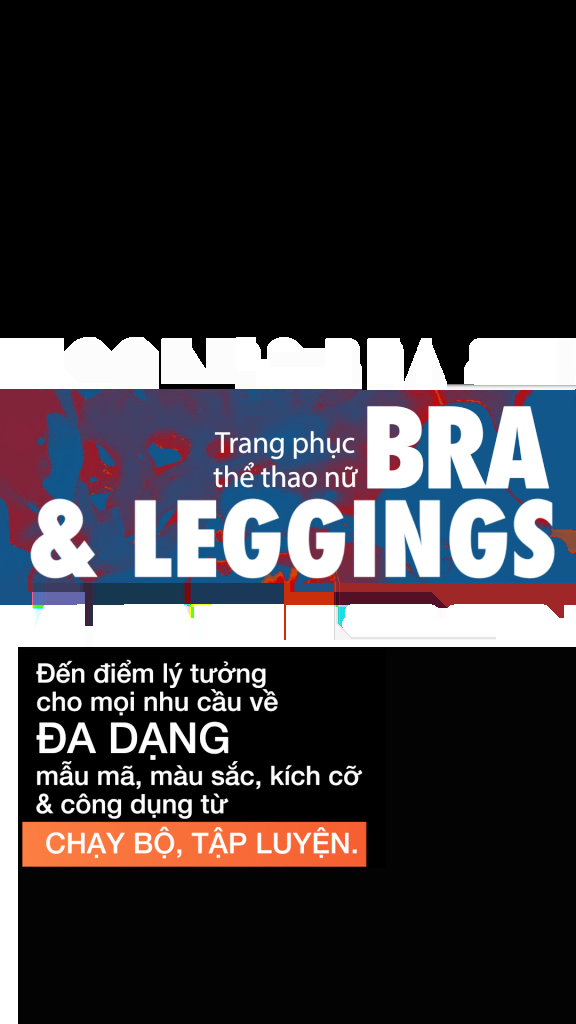 Trang phục
thể thao nữ BRA
& LEGGINGS
Đến điểm lý tưởng
cho mọi nhu cầu về
ĐA DẠNG
mẫu mã, màu sắc, kích cỡ
& công dụng từ
CHẠY BỘ, TẬP LUYỆN.